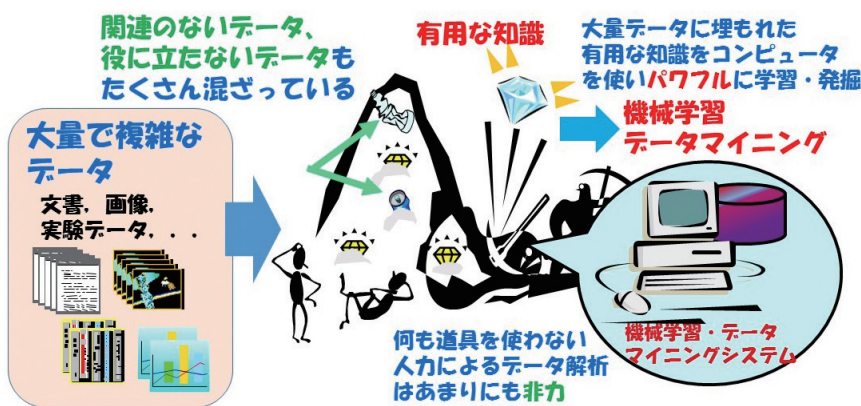 関連のないデータ、
役に立たないデータも
たくさん混ざっている
有用な知識
大量データに埋もれた
有用な知識をコンピュータ
を使いパワフルに学習・発掘
機械学習
データマイニング
大量で複雑な
データ
文書，画像，
実験データ，．．
何も道具を使わない
人力によるデータ解析
はあまりにも非力
機械学習・データ
マイニングシステム